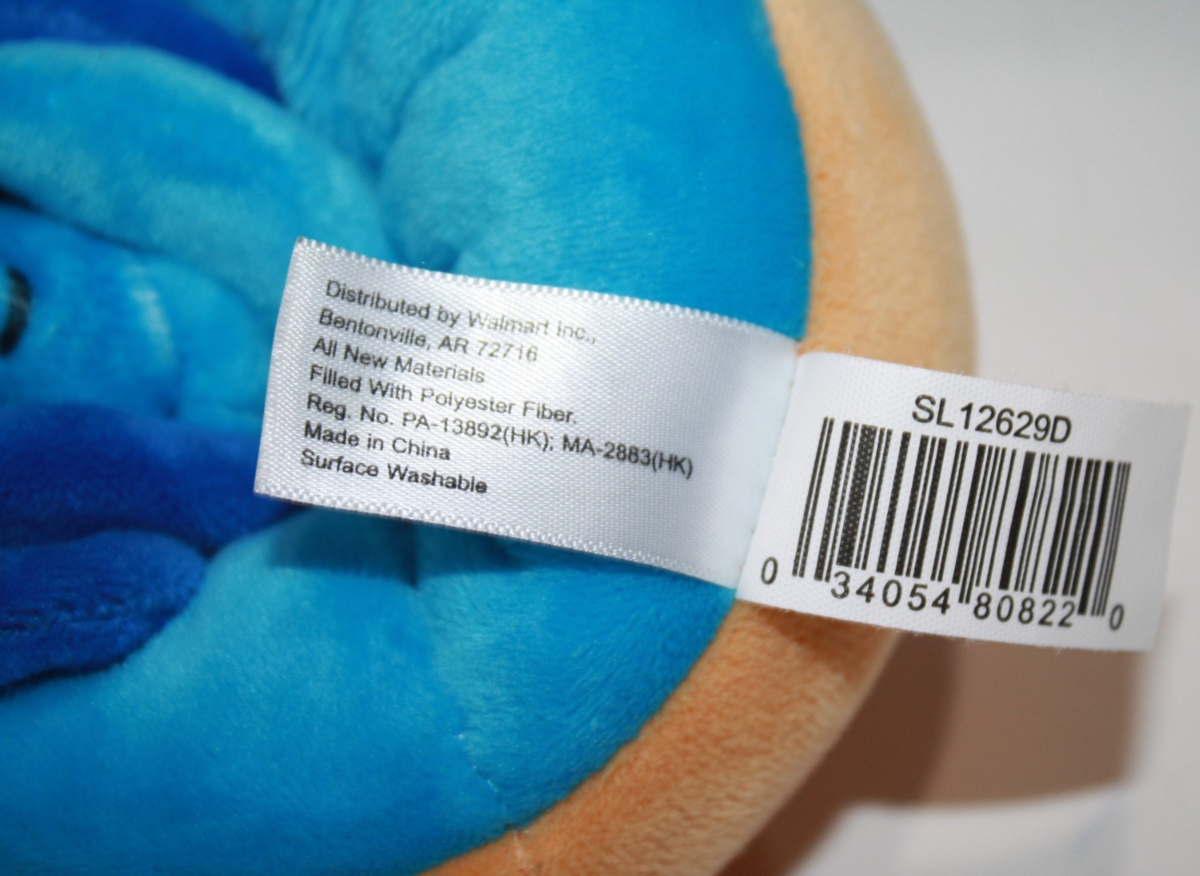 Distributed by Walmart Inc.,
Bentonville, AR 72716
All New Materials
Filled With Polyester Fiber.
Reg. No. PA-13892(HK); MA-2883(HK)
Made in China
Surface Washable
SL12629D
0 34054 80822 0